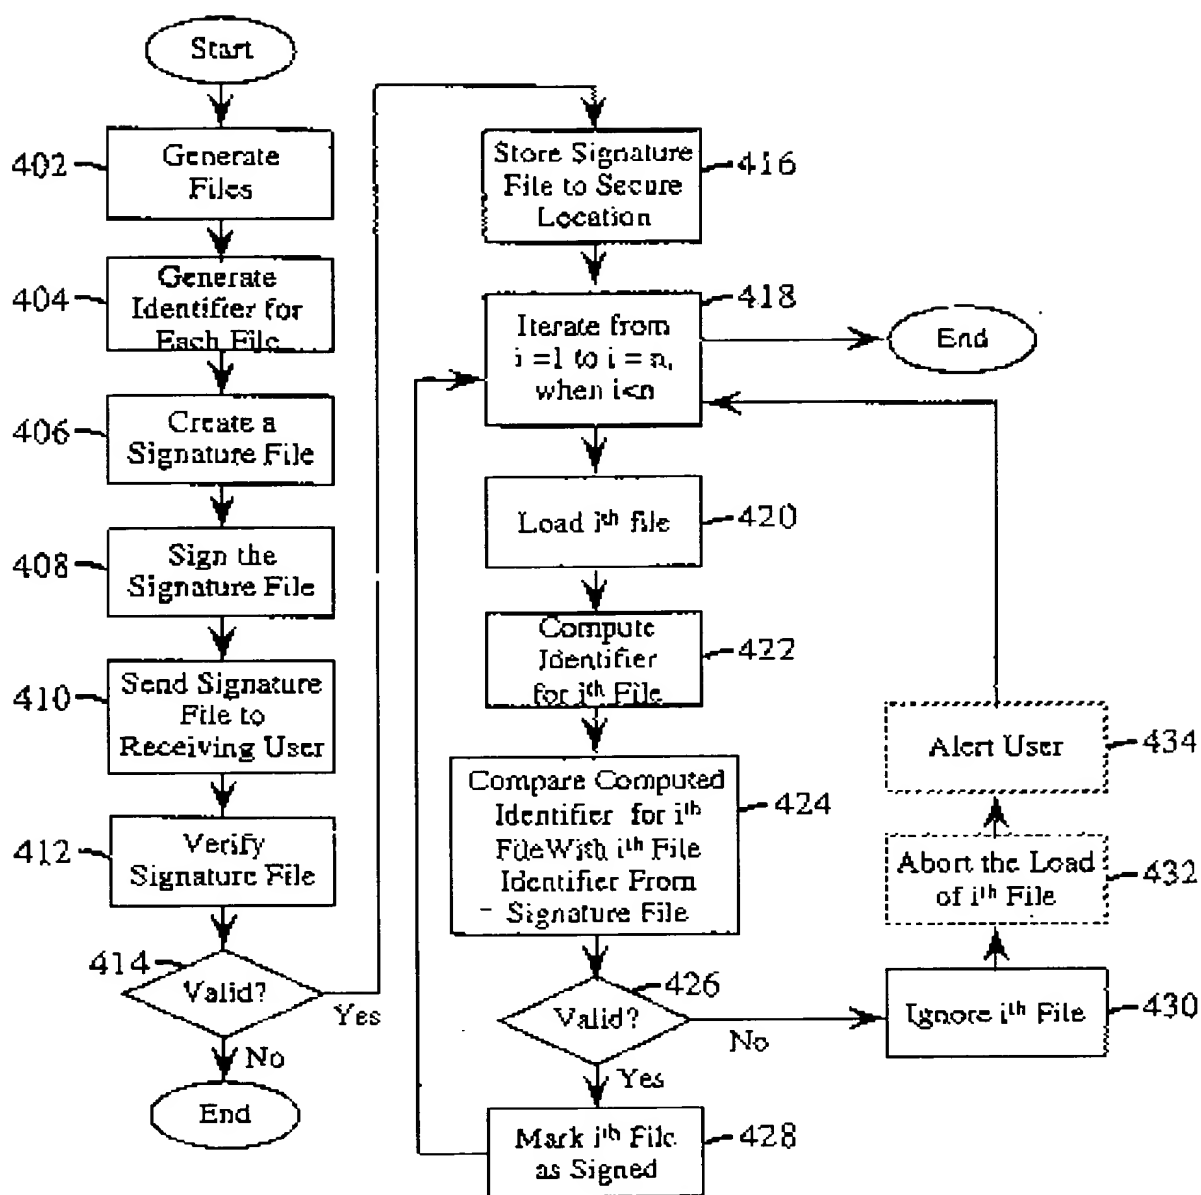 Start
402
Generate
Files
404
Generate
Identifier for
Each File
406
Create a
Signature File
408
Sign the
Signature File
410
Send Signature
File to
Receiving User
412
Verify
Signature File
414
Valid?
Yes
No
End
Store Signature
File to Secure
Location
416
Iterate from
i =1 to i = n,
when i<n
418
End
Load iᵗʰ file
420
Compute
Identifier
for iᵗʰ File
422
Compare Computed
Identifier for iᵗʰ
FileWith iᵗʰ File
Identifier From
Signature File
424
Valid?
426
No
Yes
Mark iᵗʰ File
as Signed
428
Alert User
434
Abort the Load
of iᵗʰ File
432
Ignore iᵗʰ File
430